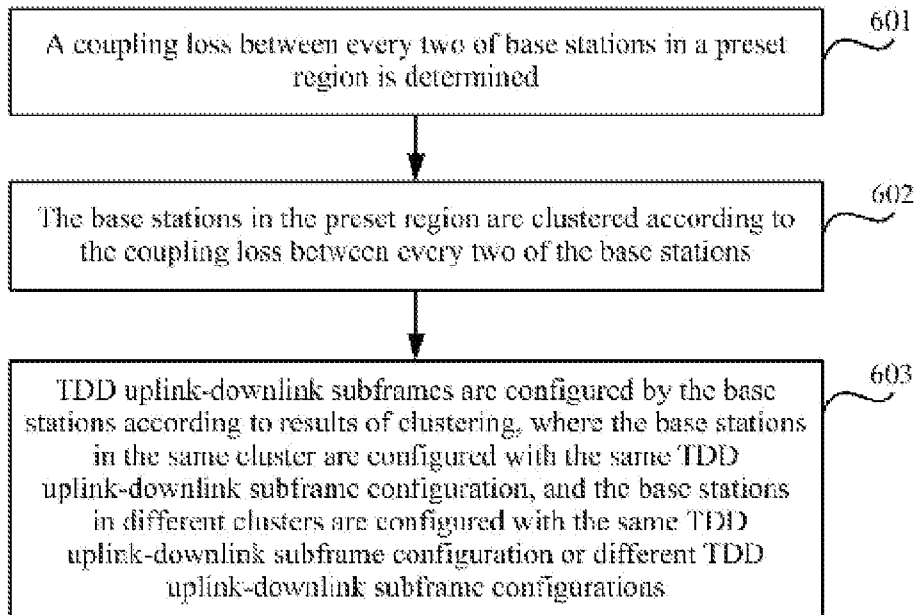 A coupling loss between every two of base stations in a preset
region is determined
601
The base stations in the preset region are clustered according to
the coupling loss between every two of the base stations
602
TDD uplink-downlink subframes are configured by the base
stations according to results of clustering, where the base stations
in the same cluster are configured with the same TDD
uplink-downlink subframe configuration, and the base stations
in different clusters are configured with the same TDD
uplink-downlink subframe configuration or different TDD
uplink-downlink subframe configurations
603